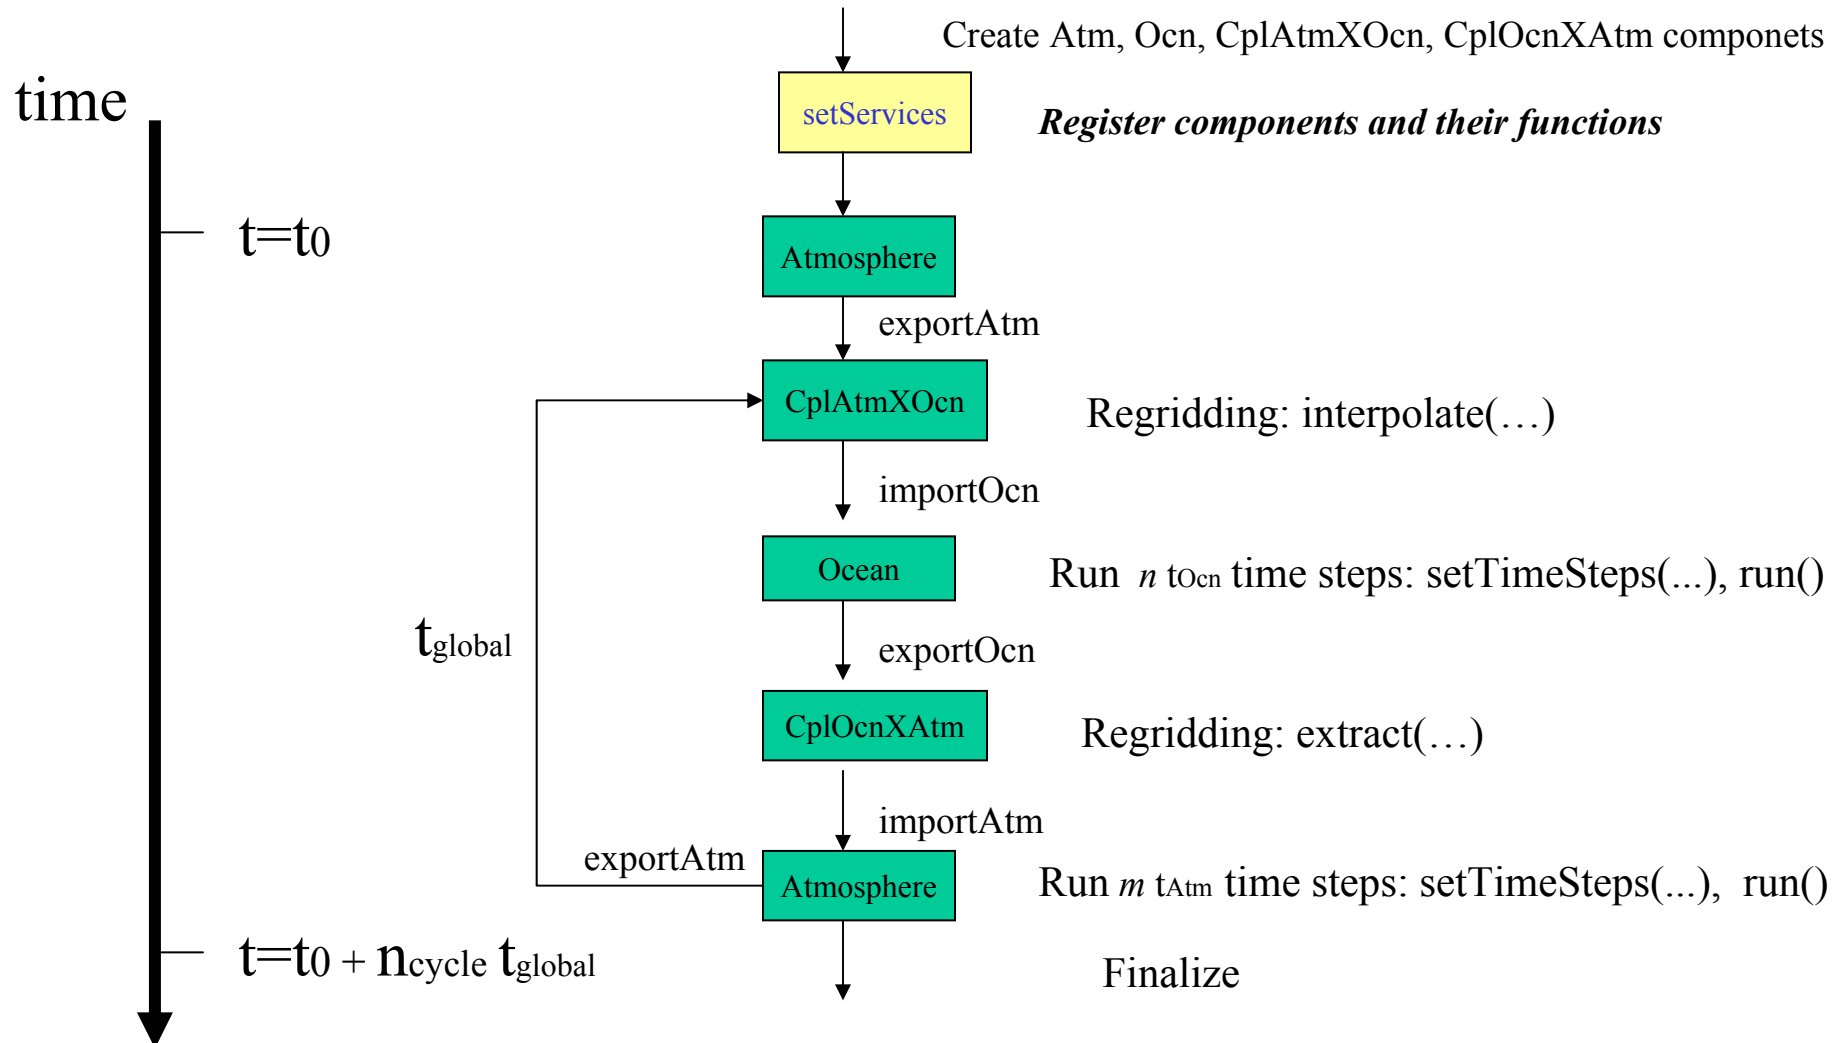 Create Atm, Ocn, CplAtmXOcn, CplOcnXAtm componets
time
setServices
Register components and their functions
t=t0
Atmosphere
exportAtm
CplAtmXOcn
Regridding: interpolate(…)
importOcn
Ocean
Run n tOcn time steps: setTimeSteps(...), run()
tglobal
exportOcn
CplOcnXAtm
Regridding: extract(…)
importAtm
exportAtm
Atmosphere
Run m tAtm time steps: setTimeSteps(...), run()
t=t0 + ncycle tglobal
Finalize